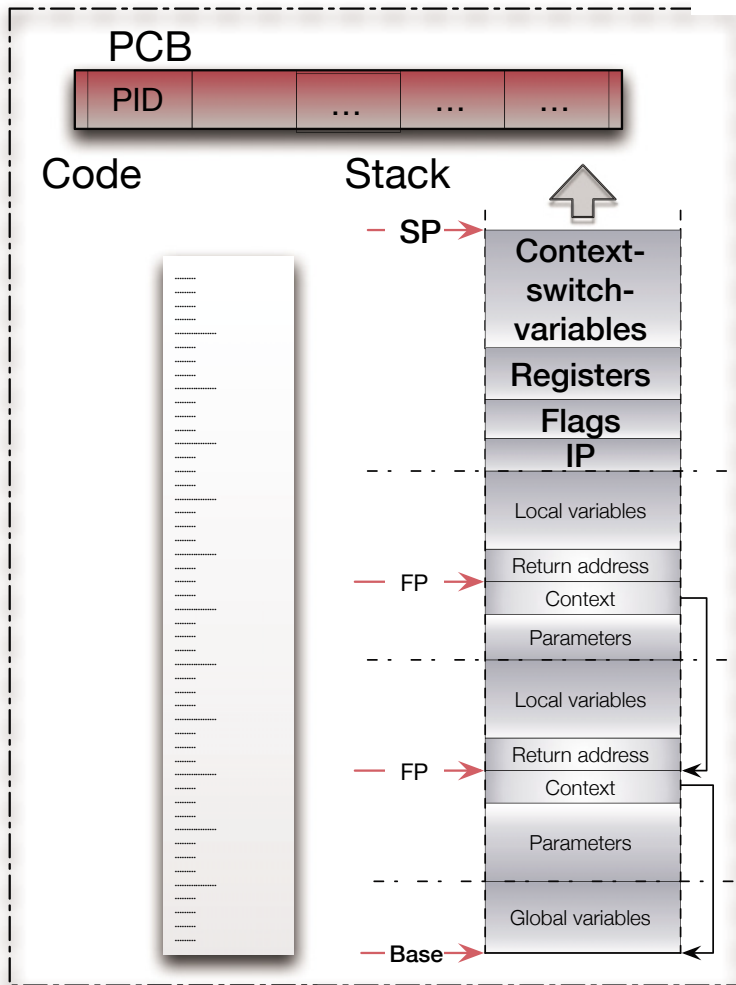 PCB
PID
...
...
...
Code
Stack
SP
Context-
switch-
variables
Registers
Flags
IP
Local variables
Return address
FP
Context
Parameters
Local variables
Return address
FP
Context
Parameters
Global variables
Base